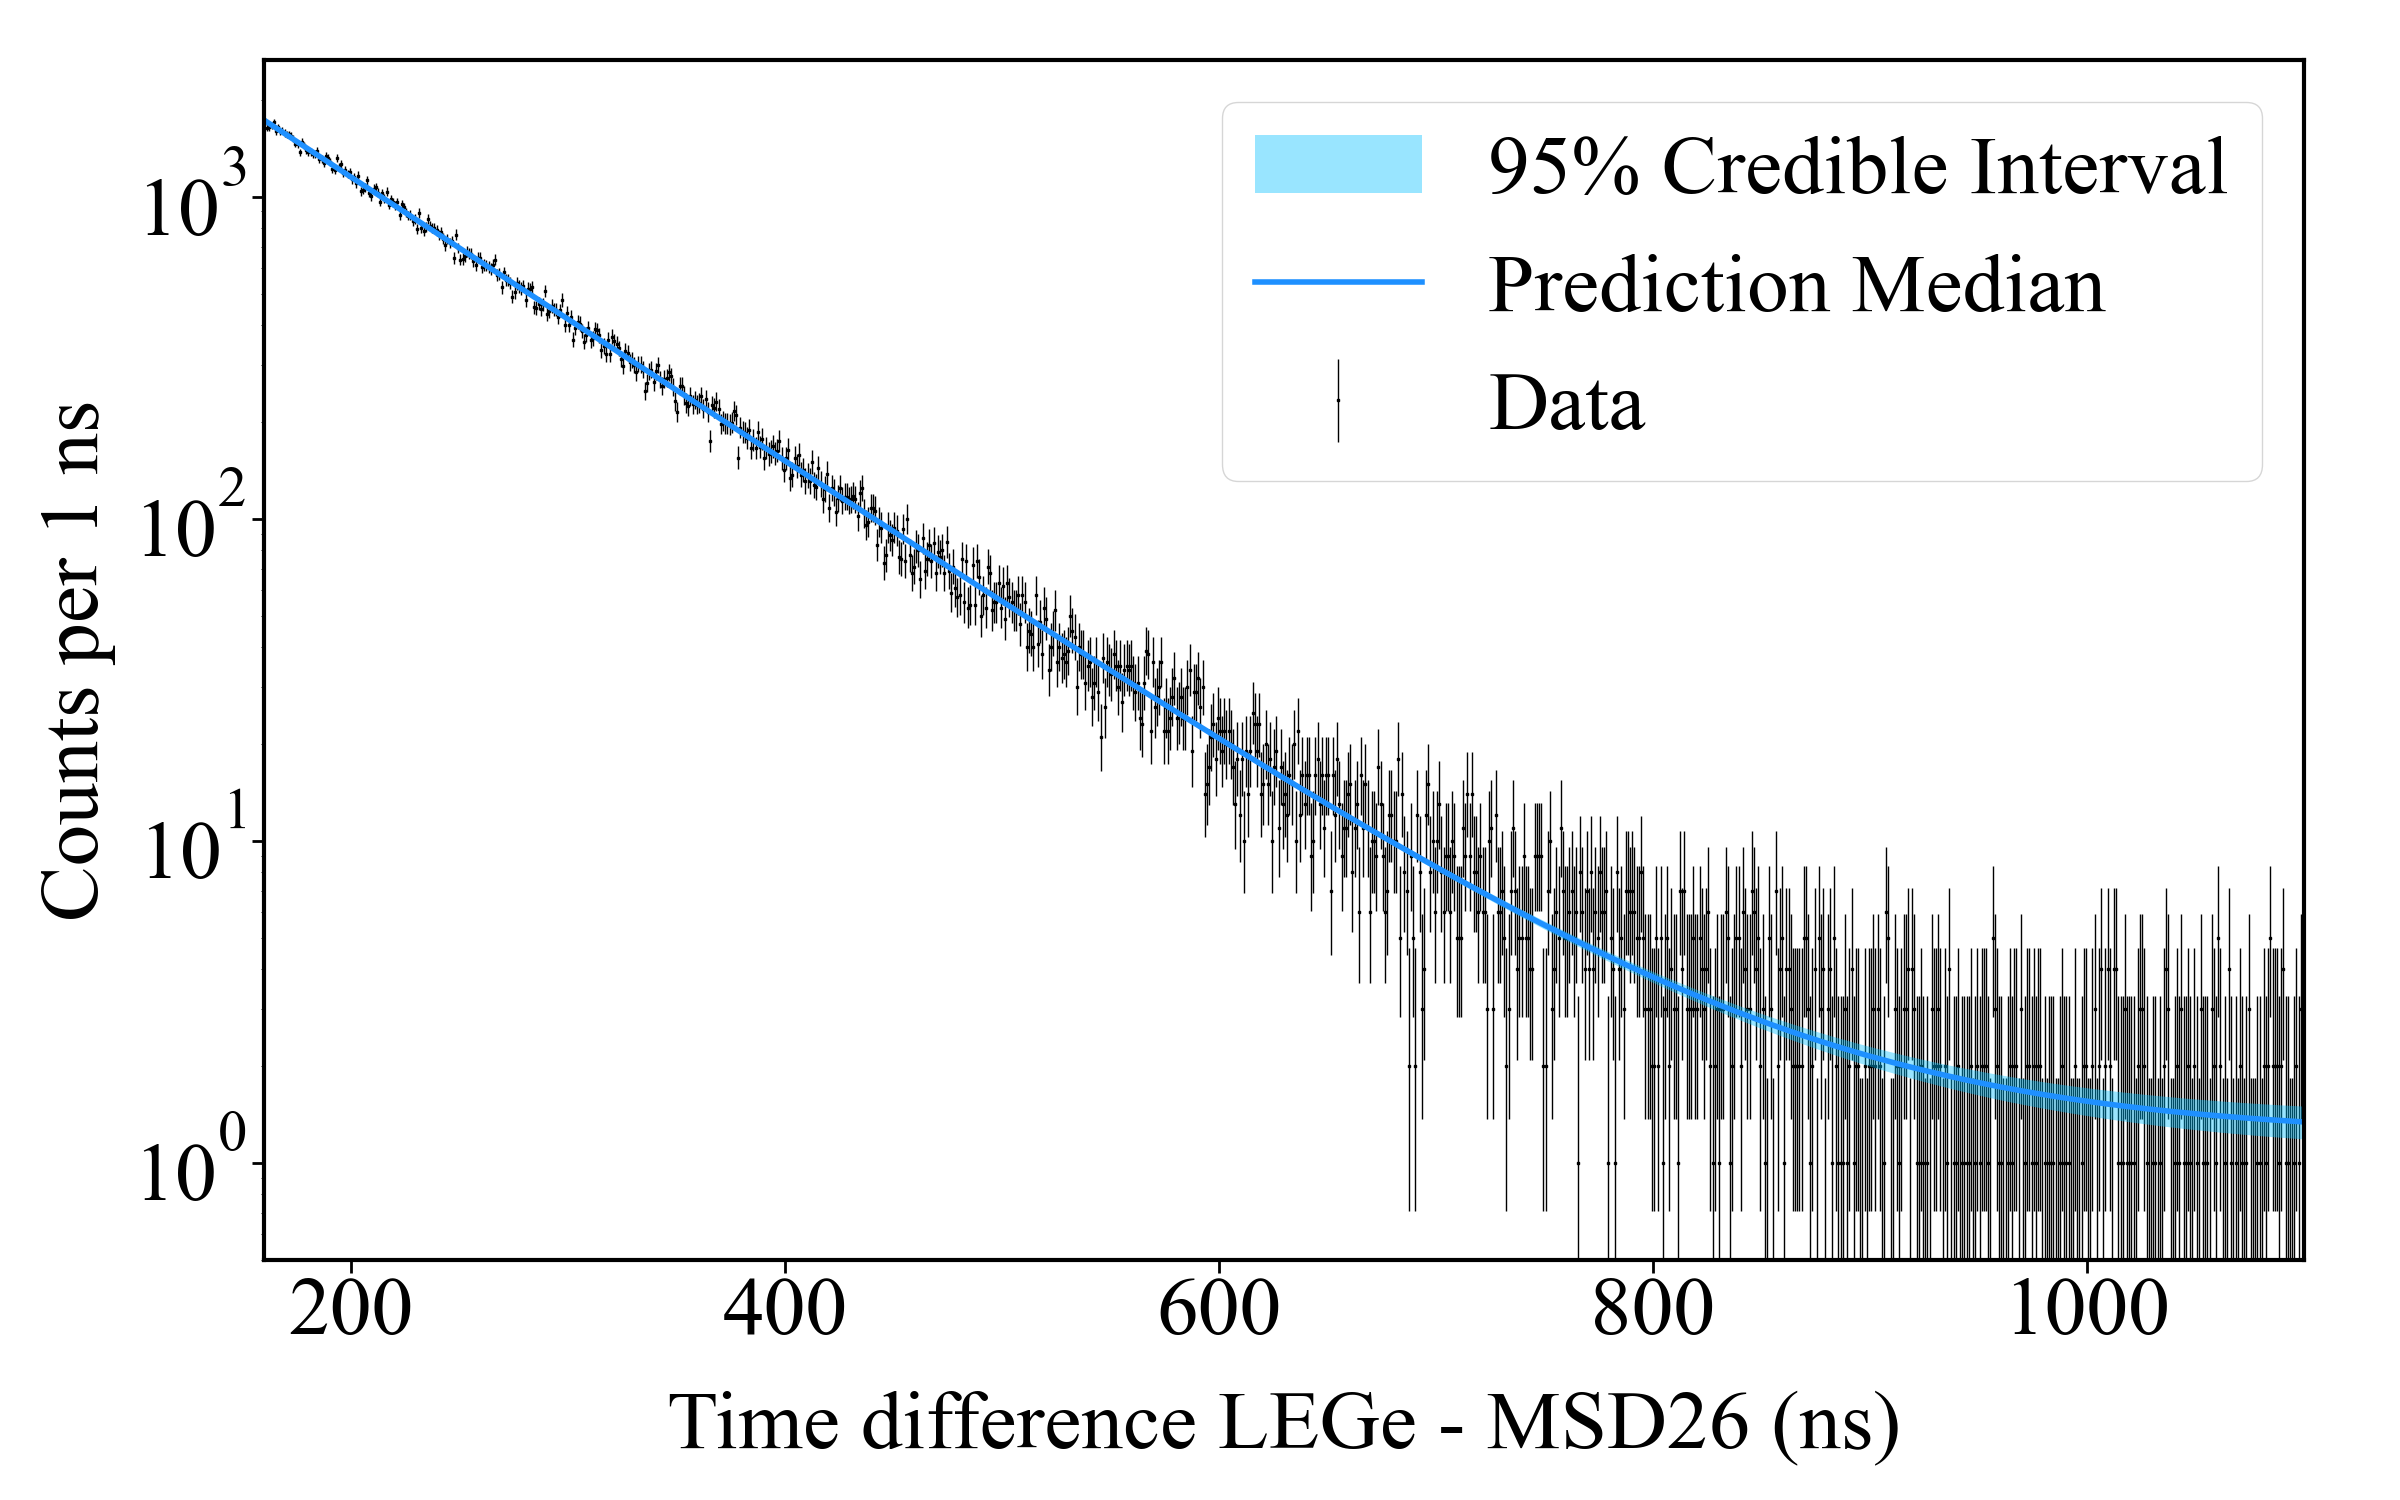 95% Credible Interval
Prediction Median
Data
10³
10²
10¹
10⁰
Counts per 1 ns
200 400 600 800 1000
Time difference LEGe - MSD26 (ns)